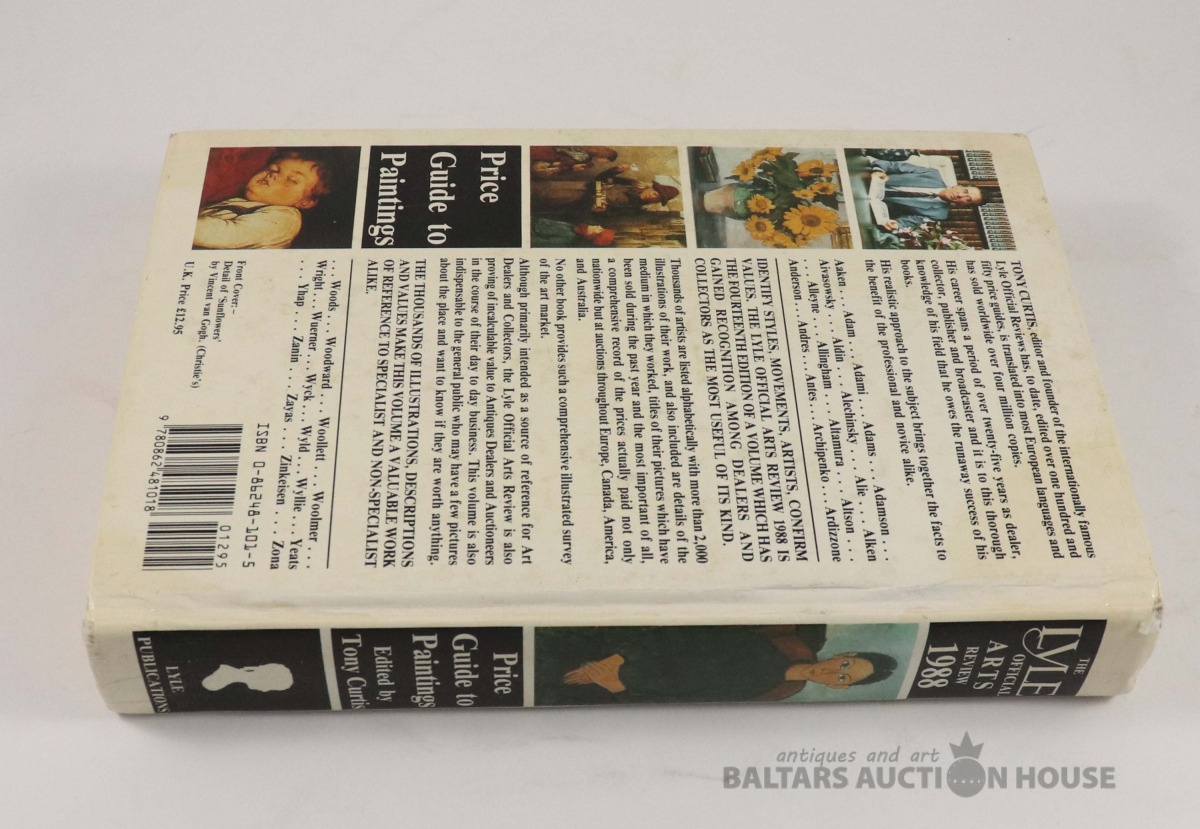 TONY CURTIS, editor and founder of the internationally famous
Lyle Official Reviews has, to date, edited over one hundred and
fifty price guides, is translated into most European languages and
has sold worldwide over four million copies.
His career spans a period of over twenty-five years as dealer,
collector, publisher and broadcaster and it is to this thorough
knowledge of his field that he owes the runaway success of his
books.
His realistic approach to the subject brings together the facts to
the benefit of the professional and novice alike.
Aaken . . . Adam . . . Adami . . . Adams . . . Adamson . . .
Aivasowsky . . . Aldin . . . Alechinsky . . . Alie . . . Alken
. . . Alleyne . . . Allingham . . . Altamura . . . Altson . . .
Anderson . . . Andres . . . Antes . . . Archipenko . . . Ardizzone
IDENTIFY STYLES, MOVEMENTS, ARTISTS, CONFIRM
VALUES, THE LYLE OFFICIAL ARTS REVIEW 1988 IS
THE FOURTEENTH EDITION OF A VOLUME WHICH HAS
GAINED RECOGNITION AMONG DEALERS AND
COLLECTORS AS THE MOST USEFUL OF ITS KIND.
Thousands of artists are listed alphabetically with more than 2,000
illustrations of their work, and also included are details of the
medium in which they worked, titles of their pictures which have
been sold during the past year and the most important of all,
a comprehensive record of the prices actually paid not only
nationwide but at auctions throughout Europe, Canada, America,
and Australia.
No other book provides such a comprehensive illustrated survey
of the art market.
Although primarily intended as a source of reference for Art
Dealers and Collectors, the Lyle Official Arts Review is also
proving of incalculable value to Antiques Dealers and Auctioneers
in the course of their day to day business. This volume is also
indispensable to the general public who may have a few pictures
about the place and want to know if they are worth anything.
THE THOUSANDS OF ILLUSTRATIONS, DESCRIPTIONS
AND VALUES MAKE THIS VOLUME A VALUABLE WORK
OF REFERENCE TO SPECIALIST AND NON-SPECIALIST
ALIKE.
. . . Woods . . . Woodward . . . Woollett . . . Woolmer . . .
Wright . . . Wuerner . . . Wyck . . . Wyld . . . Wyllie . . . Yeats
. . . Yhap . . . Zanin . . . Zayas . . . Zinkeisen . . . Zona
Front Cover:–
Detail of 'Sunflowers'
by Vincent van Gogh. (Christie's)
U.K. Price £12.95
ISBN 0-86248-101-5
01295
9 780862 481018
Price
Guide to
Paintings
THE
LYLE
OFFICIAL
ARTS
REVIEW
1988
Price
Guide to
Paintings
Edited by
Tony Curtis
LYLE
PUBLICATIONS
antiques and art
BALTARS AUCTION HOUSE